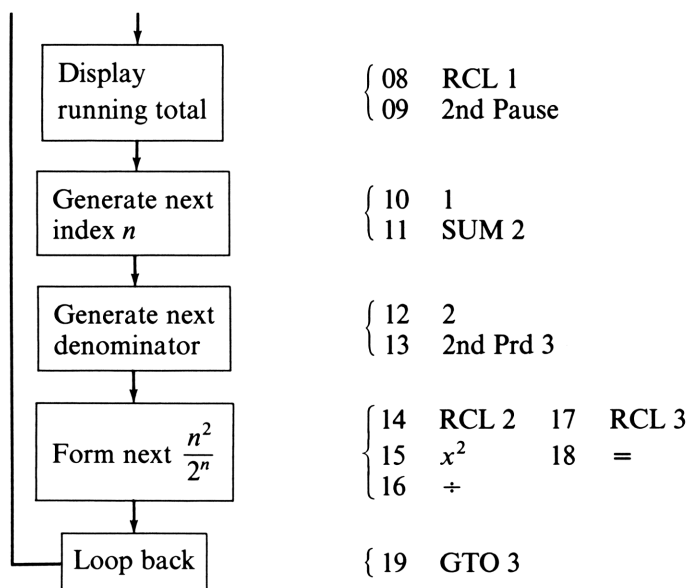 Display
running total
08 RCL 1
09 2nd Pause
Generate next
index n
10 1
11 SUM 2
Generate next
denominator
12 2
13 2nd Prd 3
Form next n²/2ⁿ
14 RCL 2 17 RCL 3
15 x² 18 =
16 ÷
Loop back
19 GTO 3